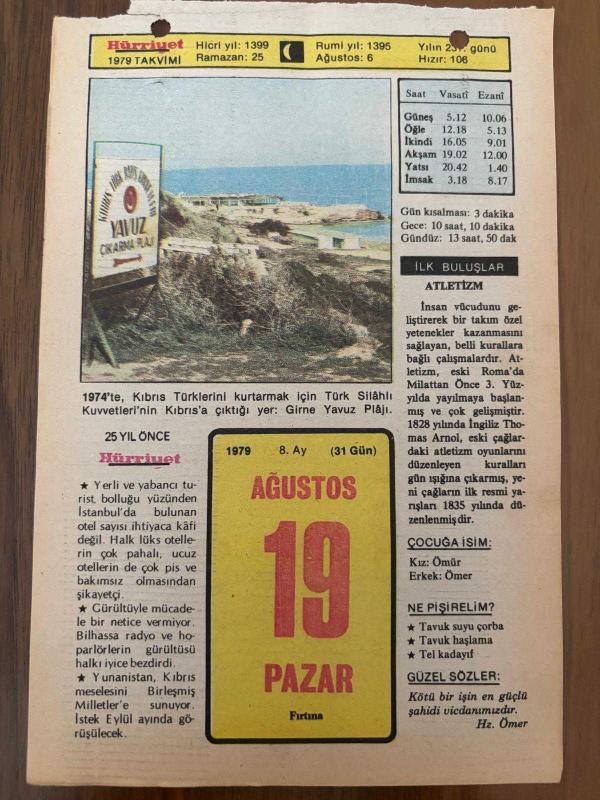 Hürriyet
1979 TAKVİMİ
Hicri yıl: 1399
Ramazan: 25
Rumi yıl: 1395
Ağustos: 6
Yılın günü
Hızır: 106
KIBRIS TÜRK
YAVUZ
ÇIKARMA PLAJI
Saat Vasatî Ezanî
Güneş 5.12 10.06
Öğle 12.18 5.13
İkindi 16.05 9.01
Akşam 19.02 12.00
Yatsı 20.42 1.40
İmsak 3.18 8.17
Gün kısalması: 3 dakika
Gece: 10 saat, 10 dakika
Gündüz: 13 saat, 50 dak
1974'te, Kıbrıs Türklerini kurtarmak için Türk Silâhlı
Kuvvetleri'nin Kıbrıs'a çıktığı yer: Girne Yavuz Plâjı.
İLK BULUŞLAR
ATLETİZM
İnsan vücudunu ge-
liştirerek bir takım özel
yetenekler kazanmasını
sağlayan, belli kurallara
bağlı çalışmalardır. At-
letizm, eski Roma'da
Milattan Önce 3. Yüz-
yılda yayılmaya başlan-
mış ve çok gelişmiştir.
1828 yılında İngiliz Tho-
mas Arnol, eski çağlar-
daki atletizm oyunlarını
düzenleyen kuralları
gün ışığına çıkarmış, ye-
ni çağların ilk resmi ya-
rışları 1835 yılında dü-
zenlenmişdir.
ÇOCUĞA İSİM:
Kız: Ömür
Erkek: Ömer
NE PİŞİRELİM?
★ Tavuk suyu çorba
★ Tavuk haşlama
★ Tel kadayıf
GÜZEL SÖZLER:
Kötü bir işin en güçlü
şahidi vicdanımızdır.
Hz. Ömer
25 YIL ÖNCE
Hürriyet
★ Yerli ve yabancı tu-
rist bolluğu yüzünden
İstanbul'da bulunan
otel sayısı ihtiyaca kâfi
değil. Halk lüks otelle-
rin çok pahalı, ucuz
otellerin de çok pis ve
bakımsız olmasından
şikayetçi.
★ Gürültüyle mücade-
le bir netice vermiyor.
Bilhassa radyo ve ho-
parlörlerin gürültüsü
halkı iyice bezdirdi.
★ Yunanistan, Kıbrıs
meselesini Birleşmiş
Milletler'e sunuyor.
İstek Eylül ayında gö-
rüşülecek.
1979 8. Ay (31 Gün)
AĞUSTOS
19
PAZAR
Fırtına